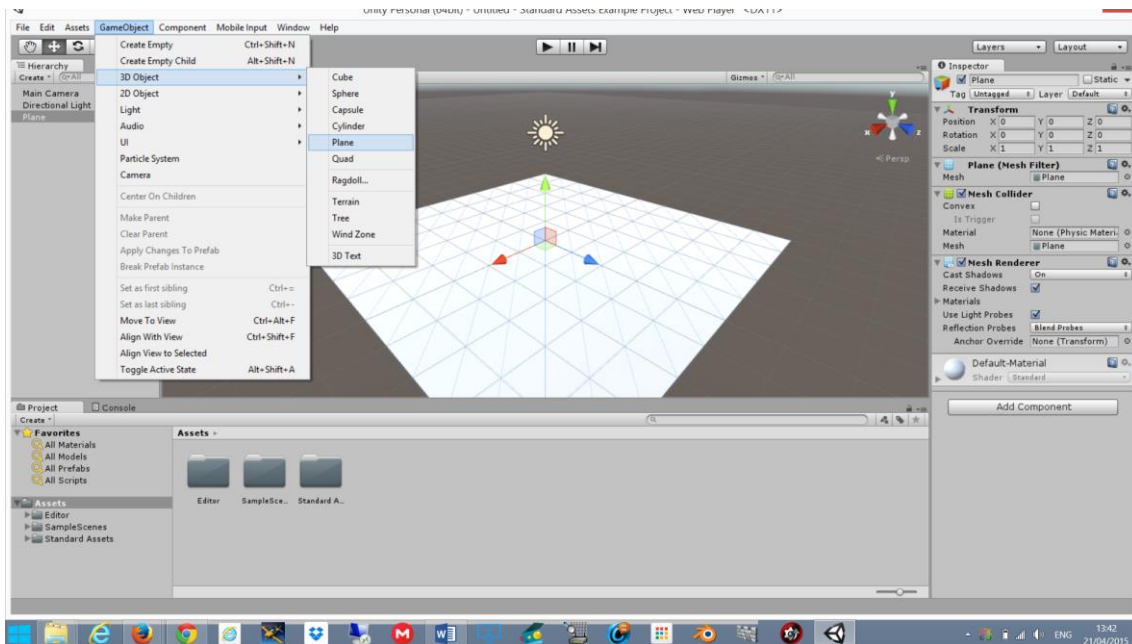 Unity Personal (64bit) - Untitled - Standard Assets Example Project - Web Player <DX11>
File Edit Assets GameObject Component Mobile Input Window Help
Layers Layout
Create Empty Ctrl+Shift+N
Create Empty Child Alt+Shift+N
3D Object
2D Object
Light
Audio
UI
Particle System
Camera
Center On Children
Make Parent
Clear Parent
Apply Changes To Prefab
Break Prefab Instance
Set as first sibling Ctrl+=
Set as last sibling Ctrl+-
Move To View Ctrl+Alt+F
Align With View Ctrl+Shift+F
Align View to Selected
Toggle Active State Alt+Shift+A
Cube
Sphere
Capsule
Cylinder
Plane
Quad
Ragdoll...
Terrain
Tree
Wind Zone
3D Text
Hierarchy
Create All
Main Camera
Directional Light
Plane
Gizmos All
y
x z
Persp
Inspector
Plane Static
Tag Untagged Layer Default
Transform
Position X 0 Y 0 Z 0
Rotation X 0 Y 0 Z 0
Scale X 1 Y 1 Z 1
Plane (Mesh Filter)
Mesh Plane
Mesh Collider
Convex
Is Trigger
Material None (Physic Materi
Mesh Plane
Mesh Renderer
Cast Shadows On
Receive Shadows
Materials
Use Light Probes
Reflection Probes Blend Probes
Anchor Override None (Transform)
Default-Material
Shader Standard
Add Component
Project Console
Create
Favorites
All Materials
All Models
All Prefabs
All Scripts
Assets
Editor
SampleScenes
Standard Assets
Assets
Editor SampleSce... Standard A...
ENG
13:42
21/04/2015